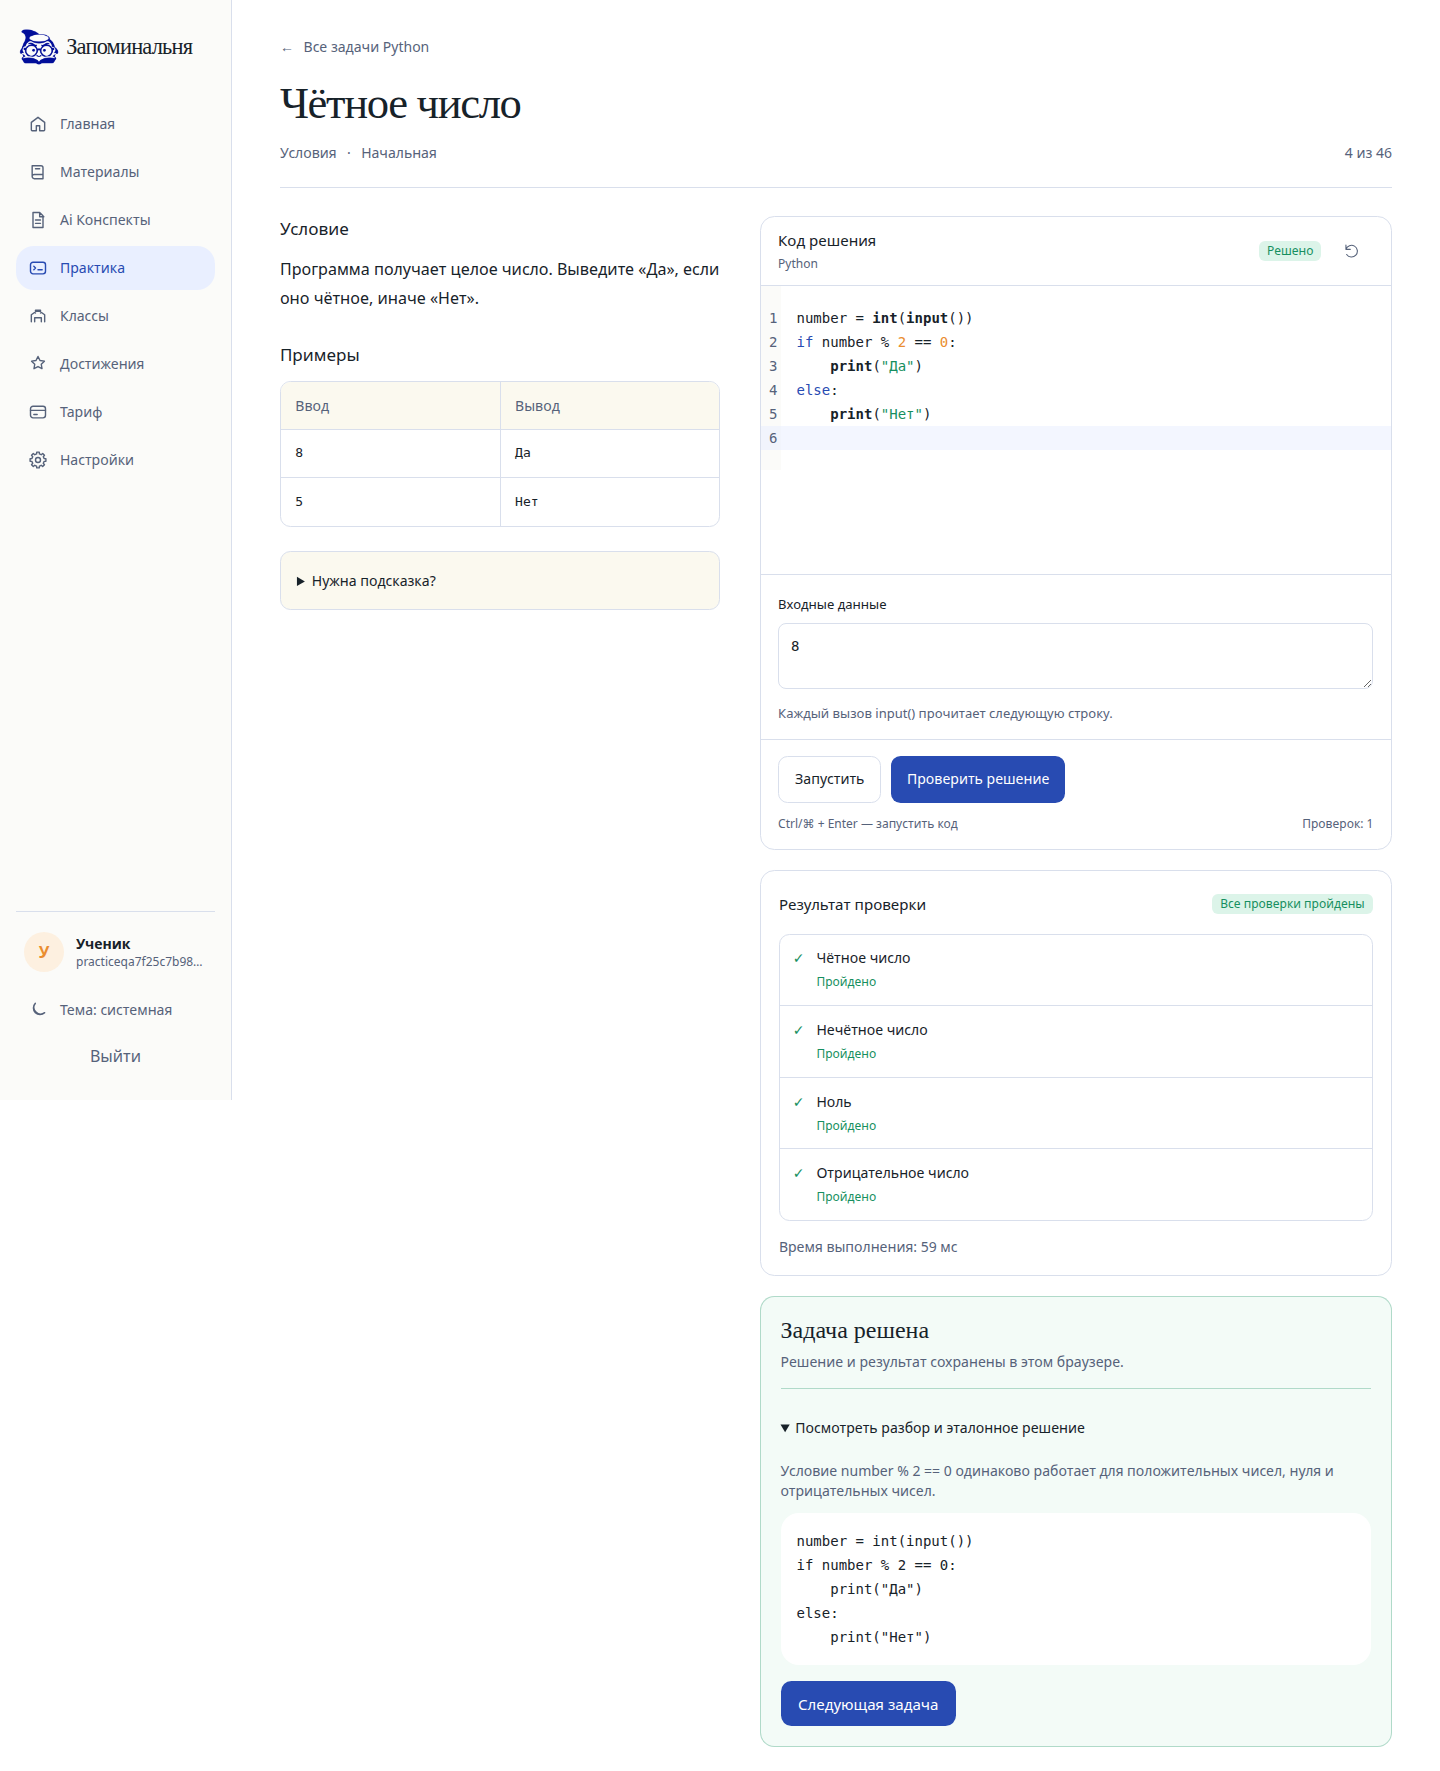 Запоминальня
Главная
Материалы
Ai Конспекты
Практика
Классы
Достижения
Тариф
Настройки
У
Ученик
practiceqa7f25c7b98...
Тема: системная
Выйти
← Все задачи Python
Чётное число
Условия · Начальная
4 из 46
Условие
Программа получает целое число. Выведите «Да», если
оно чётное, иначе «Нет».
Примеры
Ввод Вывод
8 Да
5 Нет
▶ Нужна подсказка?
Код решения
Python
Решено
1 number = int(input())
2 if number % 2 == 0:
3     print("Да")
4 else:
5     print("Нет")
6
Входные данные
8
Каждый вызов input() прочитает следующую строку.
Запустить
Проверить решение
Ctrl/⌘ + Enter — запустить код
Проверок: 1
Результат проверки
Все проверки пройдены
✓ Чётное число
Пройдено
✓ Нечётное число
Пройдено
✓ Ноль
Пройдено
✓ Отрицательное число
Пройдено
Время выполнения: 59 мс
Задача решена
Решение и результат сохранены в этом браузере.
▼ Посмотреть разбор и эталонное решение
Условие number % 2 == 0 одинаково работает для положительных чисел, нуля и
отрицательных чисел.
number = int(input())
if number % 2 == 0:
    print("Да")
else:
    print("Нет")
Следующая задача